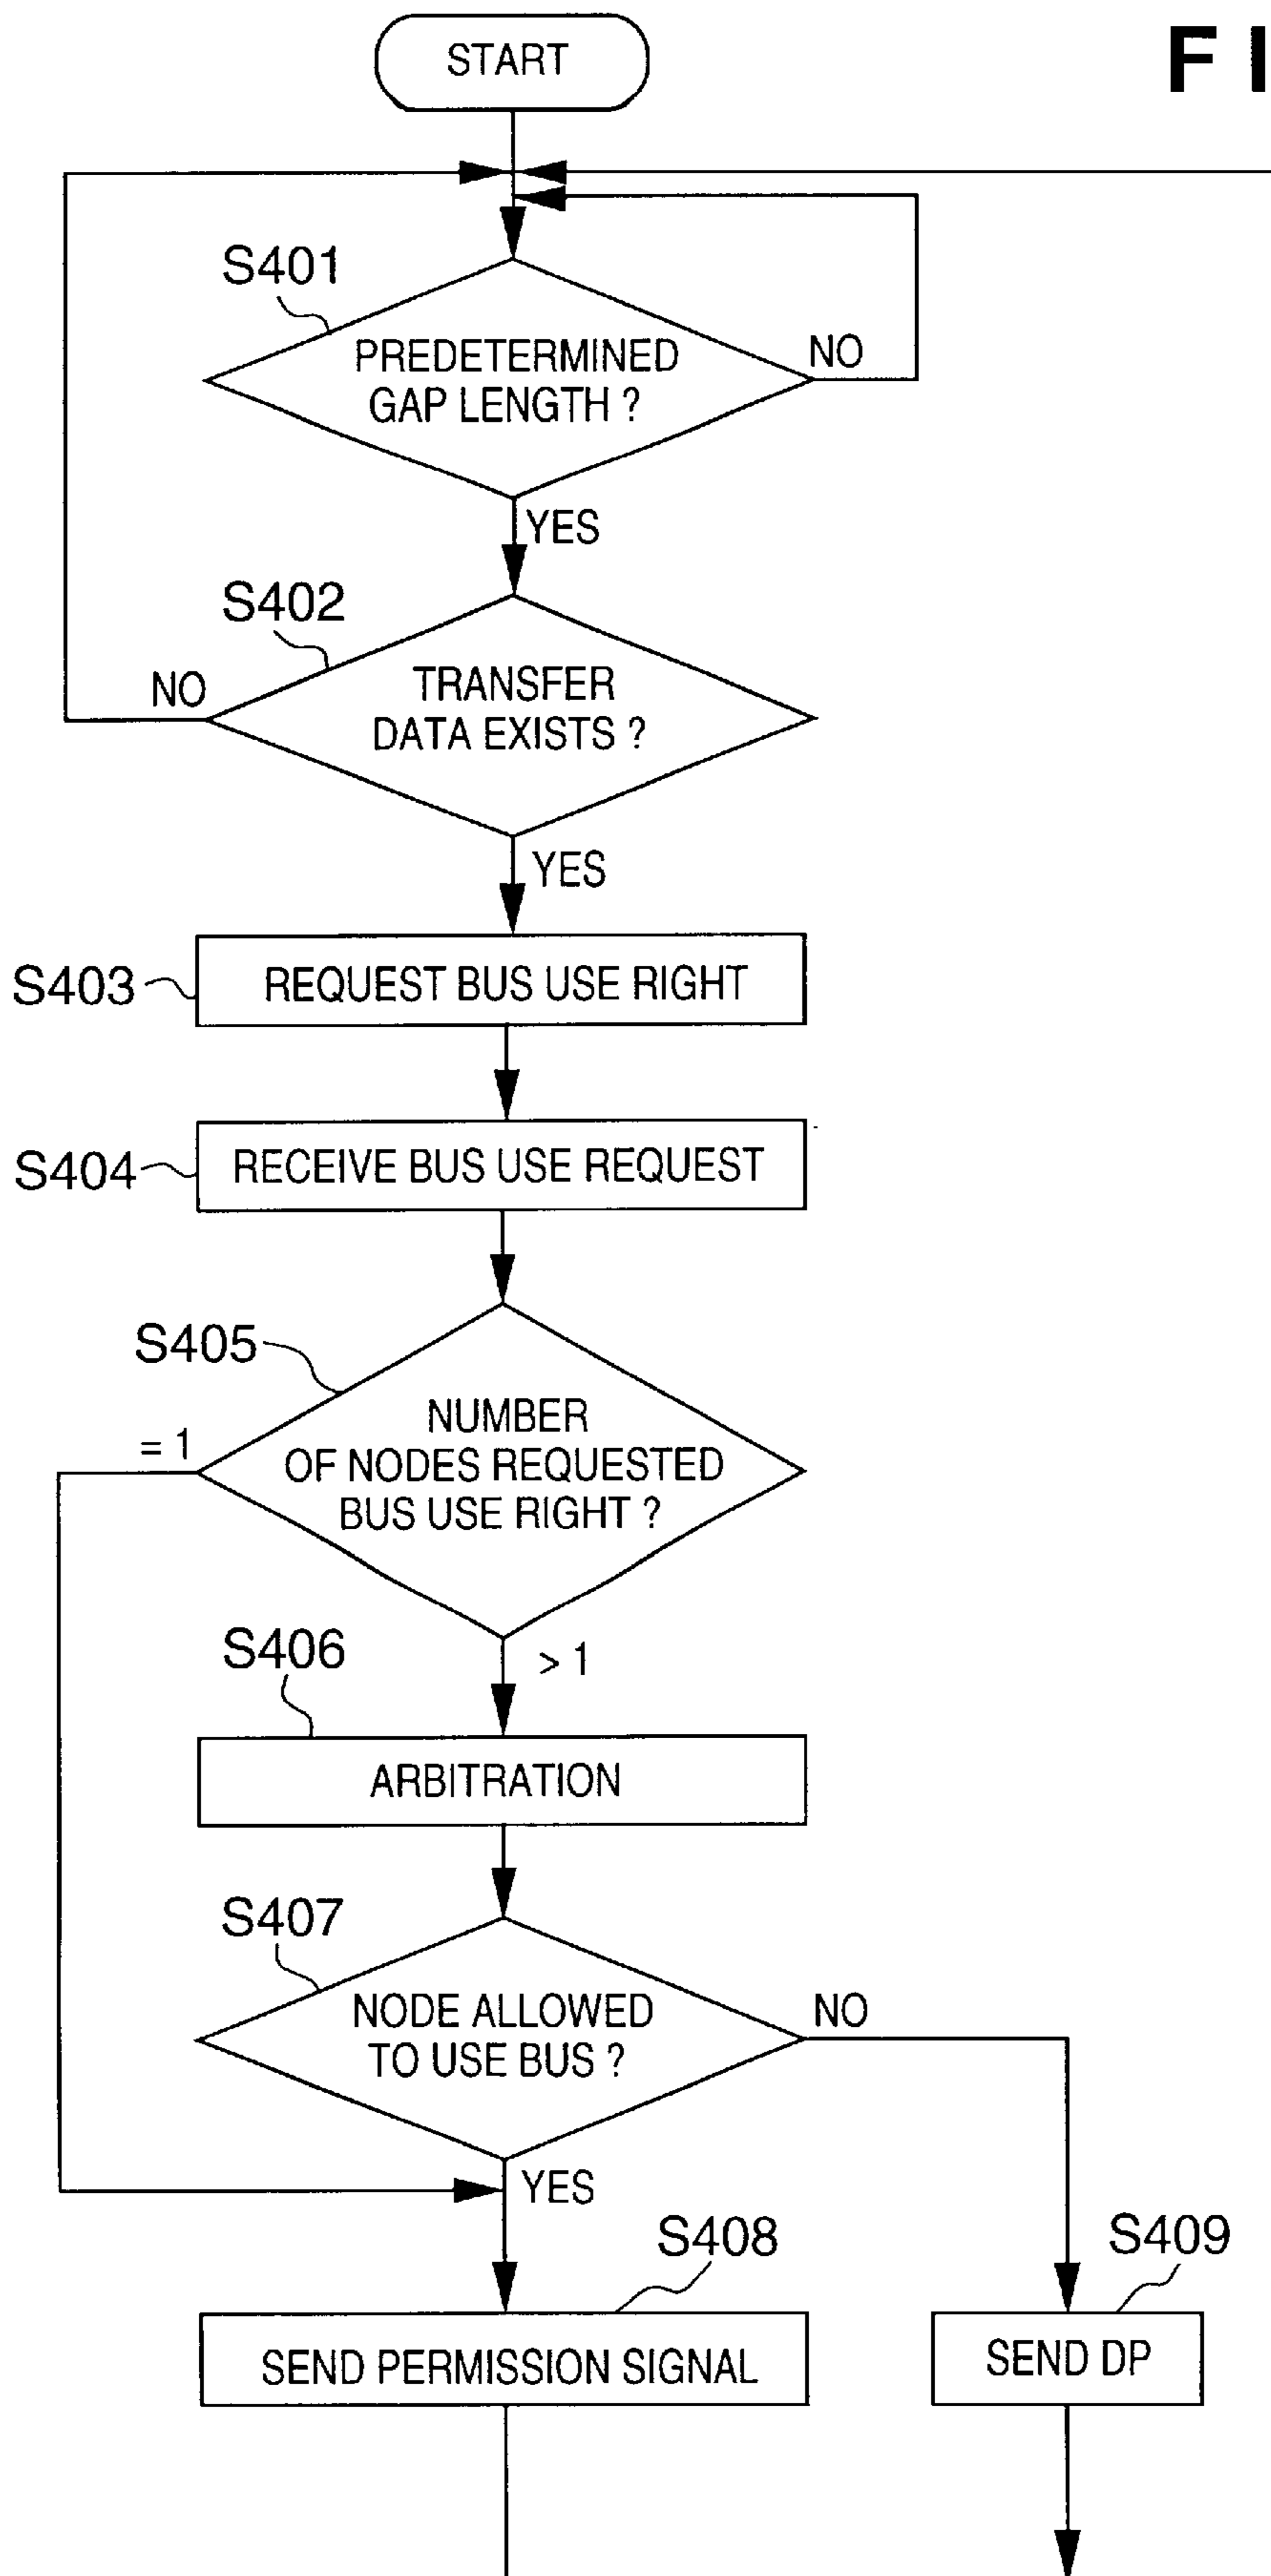 START
F I
S401
PREDETERMINED
GAP LENGTH ?
NO
YES
S402
TRANSFER
DATA EXISTS ?
NO
YES
S403
REQUEST BUS USE RIGHT
S404
RECEIVE BUS USE REQUEST
S405
NUMBER
OF NODES REQUESTED
BUS USE RIGHT ?
= 1
> 1
S406
ARBITRATION
S407
NODE ALLOWED
TO USE BUS ?
NO
YES
S408
SEND PERMISSION SIGNAL
S409
SEND DP